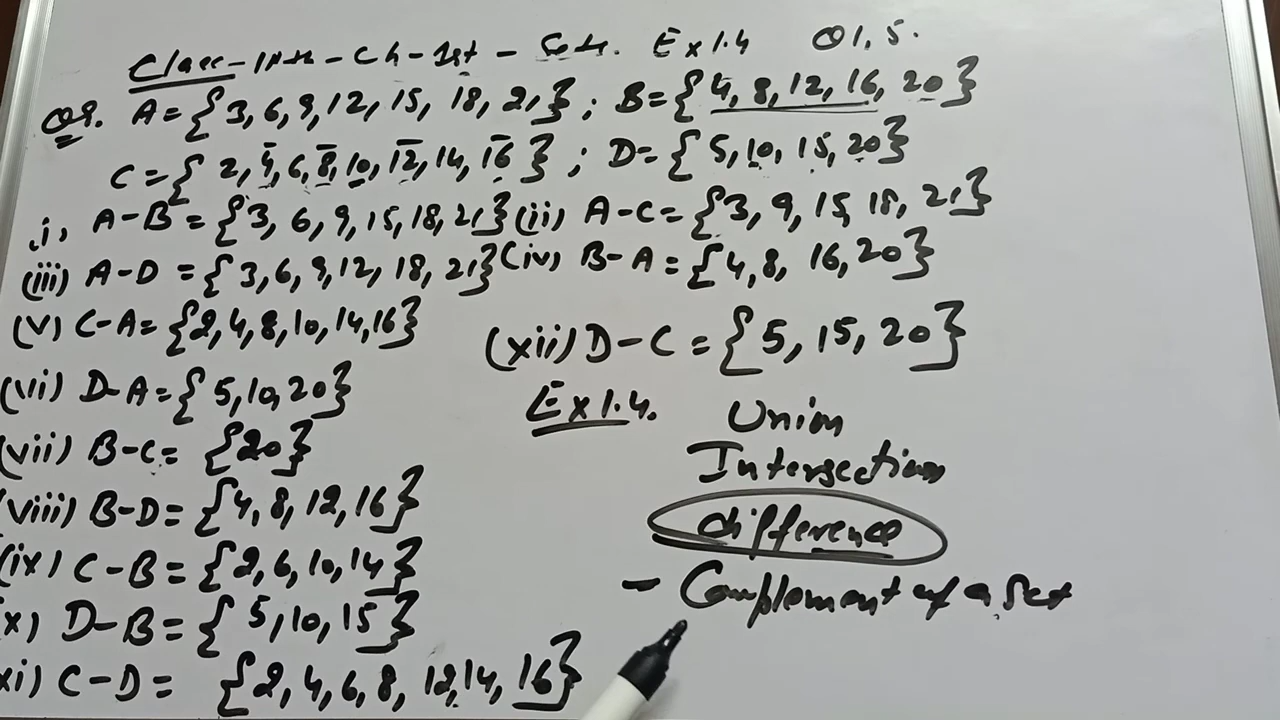 Class-11th-Ch-1st-Sets. Ex 1.4 Q1,5.
Q9. A={3,6,9,12,15,18,21}; B={4,8,12,16,20}
C={2,4,6,8,10,12,14,16}; D={5,10,15,20}
(i) A-B={3,6,9,15,18,21} (ii) A-C={3,9,15,18,21}
(iii) A-D={3,6,9,12,18,21} (iv) B-A={4,8,16,20}
(v) C-A={2,4,8,10,14,16}
(xii) D-C={5,15,20}
(vi) D-A={5,10,20}
Ex 1.4. Union
(vii) B-C={20}
Intersection
(viii) B-D={4,8,12,16}
difference
(ix) C-B={2,6,10,14}
- Complement of a Set
x) D-B={5,10,15}
xi) C-D={2,4,6,8,12,14,16}